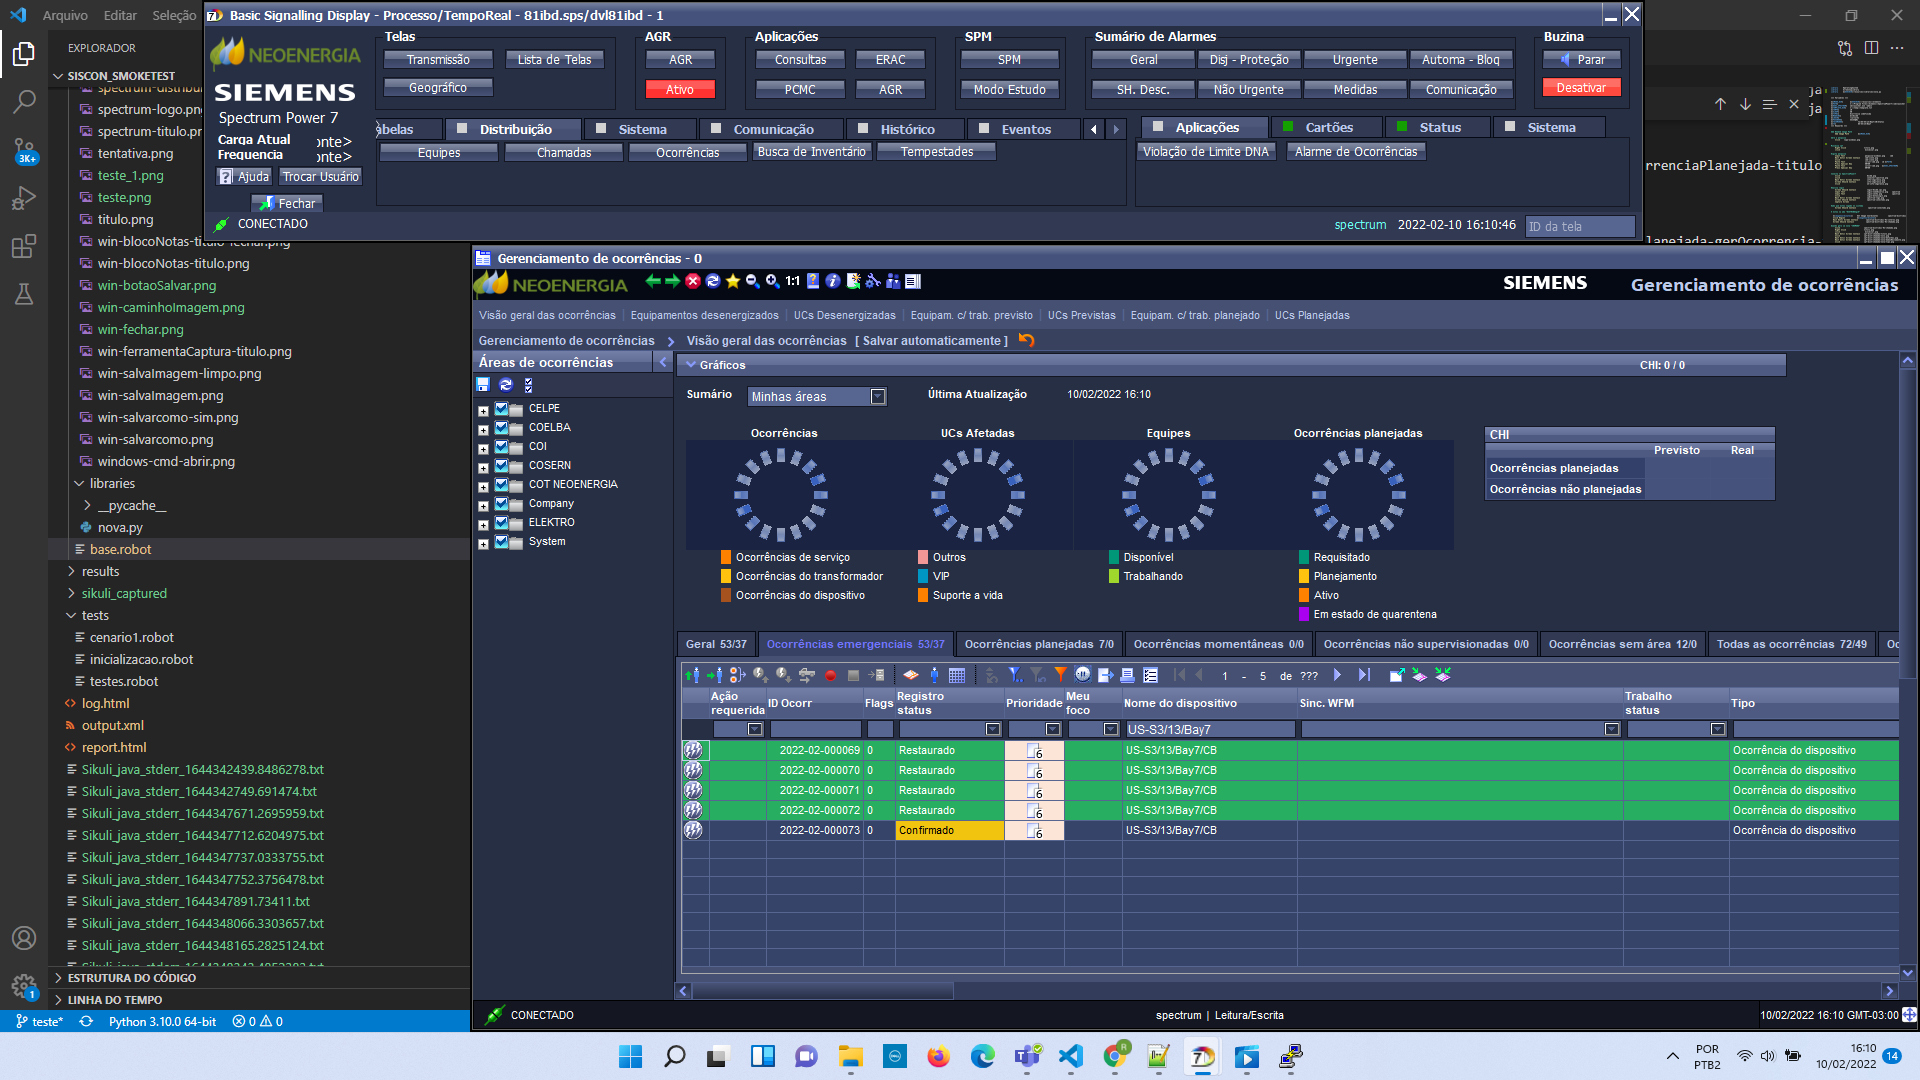 Arquivo Editar Seleção
EXPLORADOR
SISCON_SMOKETEST
spectrum-logo.png
spectrum-titulo.pr
tentativa.png
teste_1.png
teste.png
titulo.png
win-blocoNotas-titulo-fechar.png
win-blocoNotas-titulo.png
win-botaoSalvar.png
win-caminhoImagem.png
win-fechar.png
win-ferramentaCaptura-titulo.png
win-salvaImagem-limpo.png
win-salvaImagem.png
win-salvarcomo-sim.png
win-salvarcomo.png
windows-cmd-abrir.png
libraries
__pycache__
nova.py
base.robot
results
sikuli_captured
tests
cenario1.robot
inicializacao.robot
testes.robot
log.html
output.xml
report.html
Sikuli_java_stderr_1644342439.8486278.txt
Sikuli_java_stderr_1644342749.691474.txt
Sikuli_java_stderr_1644347671.2695959.txt
Sikuli_java_stderr_1644347712.6204975.txt
Sikuli_java_stderr_1644347737.0333755.txt
Sikuli_java_stderr_1644347752.3756478.txt
Sikuli_java_stderr_1644347891.73411.txt
Sikuli_java_stderr_1644348066.3303657.txt
Sikuli_java_stderr_1644348165.2825124.txt
ESTRUTURA DO CÓDIGO
LINHA DO TEMPO
3K+
1
teste* Python 3.10.0 64-bit 0 0
Basic Signalling Display - Processo/TempoReal - 81ibd.sps/dvl81ibd - 1
NEOENERGIA
SIEMENS
Spectrum Power 7
Carga Atual onte>
Frequencia onte>
Ajuda Trocar Usuário
Fechar
CONECTADO
Telas
Transmissão Lista de Telas
Geográfico
AGR
AGR
Ativo
Aplicações
Consultas ERAC
PCMC AGR
SPM
SPM
Modo Estudo
Sumário de Alarmes
Geral Disj - Proteção Urgente Automa - Bloq
SH. Desc. Não Urgente Medidas Comunicação
Buzina
Parar
Desativar
abelas Distribuição Sistema Comunicação Histórico Eventos
Equipes Chamadas Ocorrências Busca de Inventário Tempestades
Aplicações Cartões Status Sistema
Violação de Limite DNA Alarme de Ocorrências
spectrum 2022-02-10 16:10:46 ID da tela
rrenciaPlanejada-titulo
lanejada-gerOcorrencia-
Gerenciamento de ocorrências - 0
NEOENERGIA 1:1 SIEMENS Gerenciamento de ocorrências
Visão geral das ocorrências Equipamentos desenergizados UCs Desenergizadas Equipam. c/ trab. previsto UCs Previstas Equipam. c/ trab. planejado UCs Planejadas
Gerenciamento de ocorrências Visão geral das ocorrências [ Salvar automaticamente ]
Áreas de ocorrências
CELPE
COELBA
COI
COSERN
COT NEOENERGIA
Company
ELEKTRO
System
Gráficos CHI: 0 / 0
Sumário Minhas áreas Última Atualização 10/02/2022 16:10
Ocorrências UCs Afetadas Equipes Ocorrências planejadas
CHI
Previsto Real
Ocorrências planejadas
Ocorrências não planejadas
Ocorrências de serviço Outros Disponível Requisitado
Ocorrências do transformador VIP Trabalhando Planejamento
Ocorrências do dispositivo Suporte a vida Ativo
Em estado de quarentena
Geral 53/37 Ocorrências emergenciais 53/37 Ocorrências planejadas 7/0 Ocorrências momentâneas 0/0 Ocorrências não supervisionadas 0/0 Ocorrências sem área 12/0 Todas as ocorrências 72/49 Oc
1 - 5 de ???
Ação requerida ID Ocorr Flags Registro status Prioridade Meu foco Nome do dispositivo Sinc. WFM Trabalho status Tipo
US-S3/13/Bay7
2022-02-000069 0 Restaurado 6 US-S3/13/Bay7/CB Ocorrência do dispositivo
2022-02-000070 0 Restaurado 6 US-S3/13/Bay7/CB Ocorrência do dispositivo
2022-02-000071 0 Restaurado 6 US-S3/13/Bay7/CB Ocorrência do dispositivo
2022-02-000072 0 Restaurado 6 US-S3/13/Bay7/CB Ocorrência do dispositivo
2022-02-000073 0 Confirmado 6 US-S3/13/Bay7/CB Ocorrência do dispositivo
CONECTADO spectrum | Leitura/Escrita 10/02/2022 16:10 GMT-03:00
POR
PTB2
16:10
10/02/2022
14